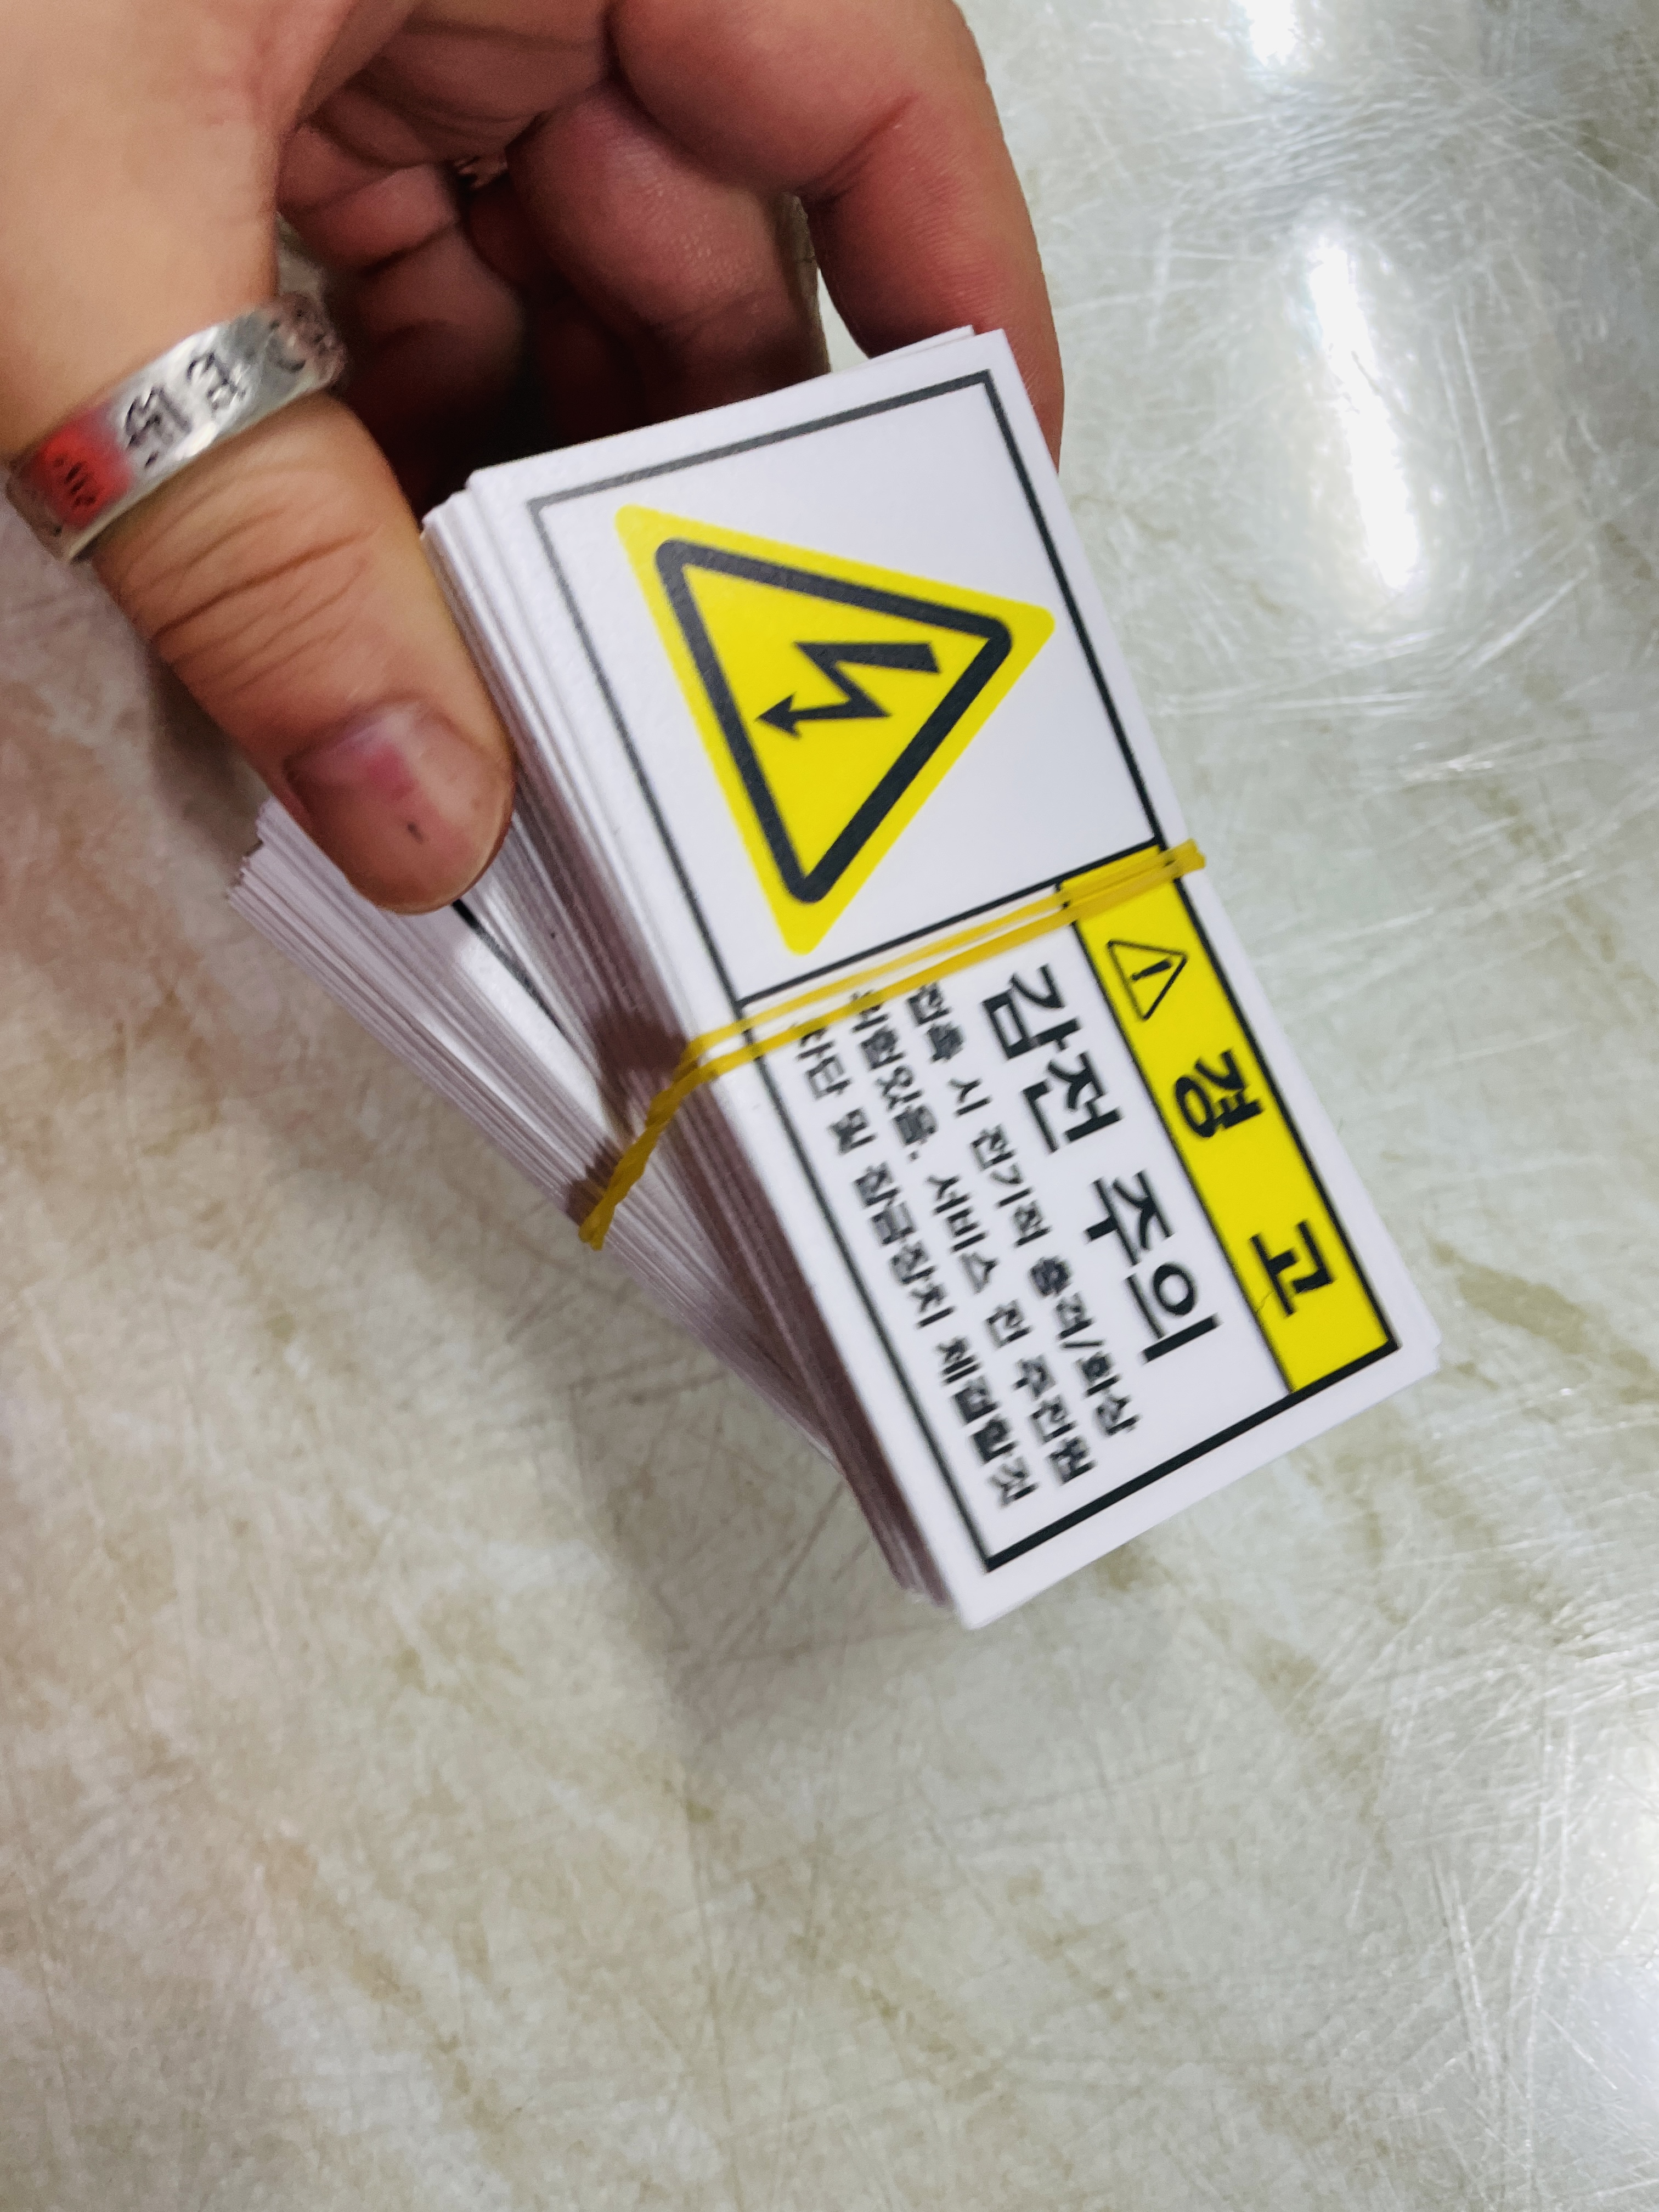 경 고
감전 주의
접촉 시 전기적 충격/화상
위험있음. 서비스 전 주전원
차단 및 잠금장치 체결할것